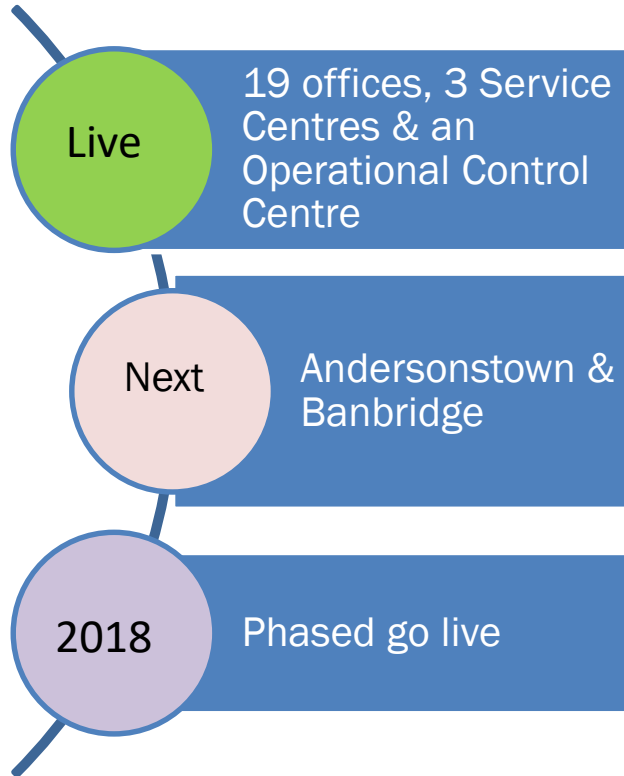 Live
19 offices, 3 Service
Centres & an
Operational Control
Centre
Next
Andersonstown &
Banbridge
2018
Phased go live